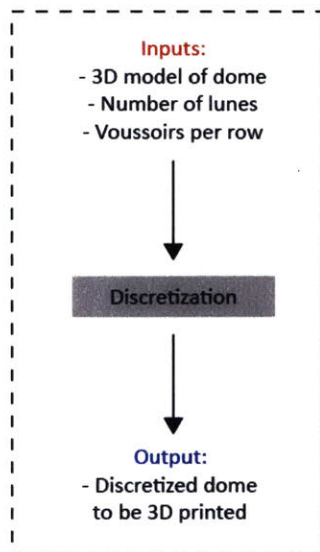 Inputs:
- 3D model of dome
- Number of lunes
- Voussoirs per row
Discretization
Output:
- Discretized dome
to be 3D printed